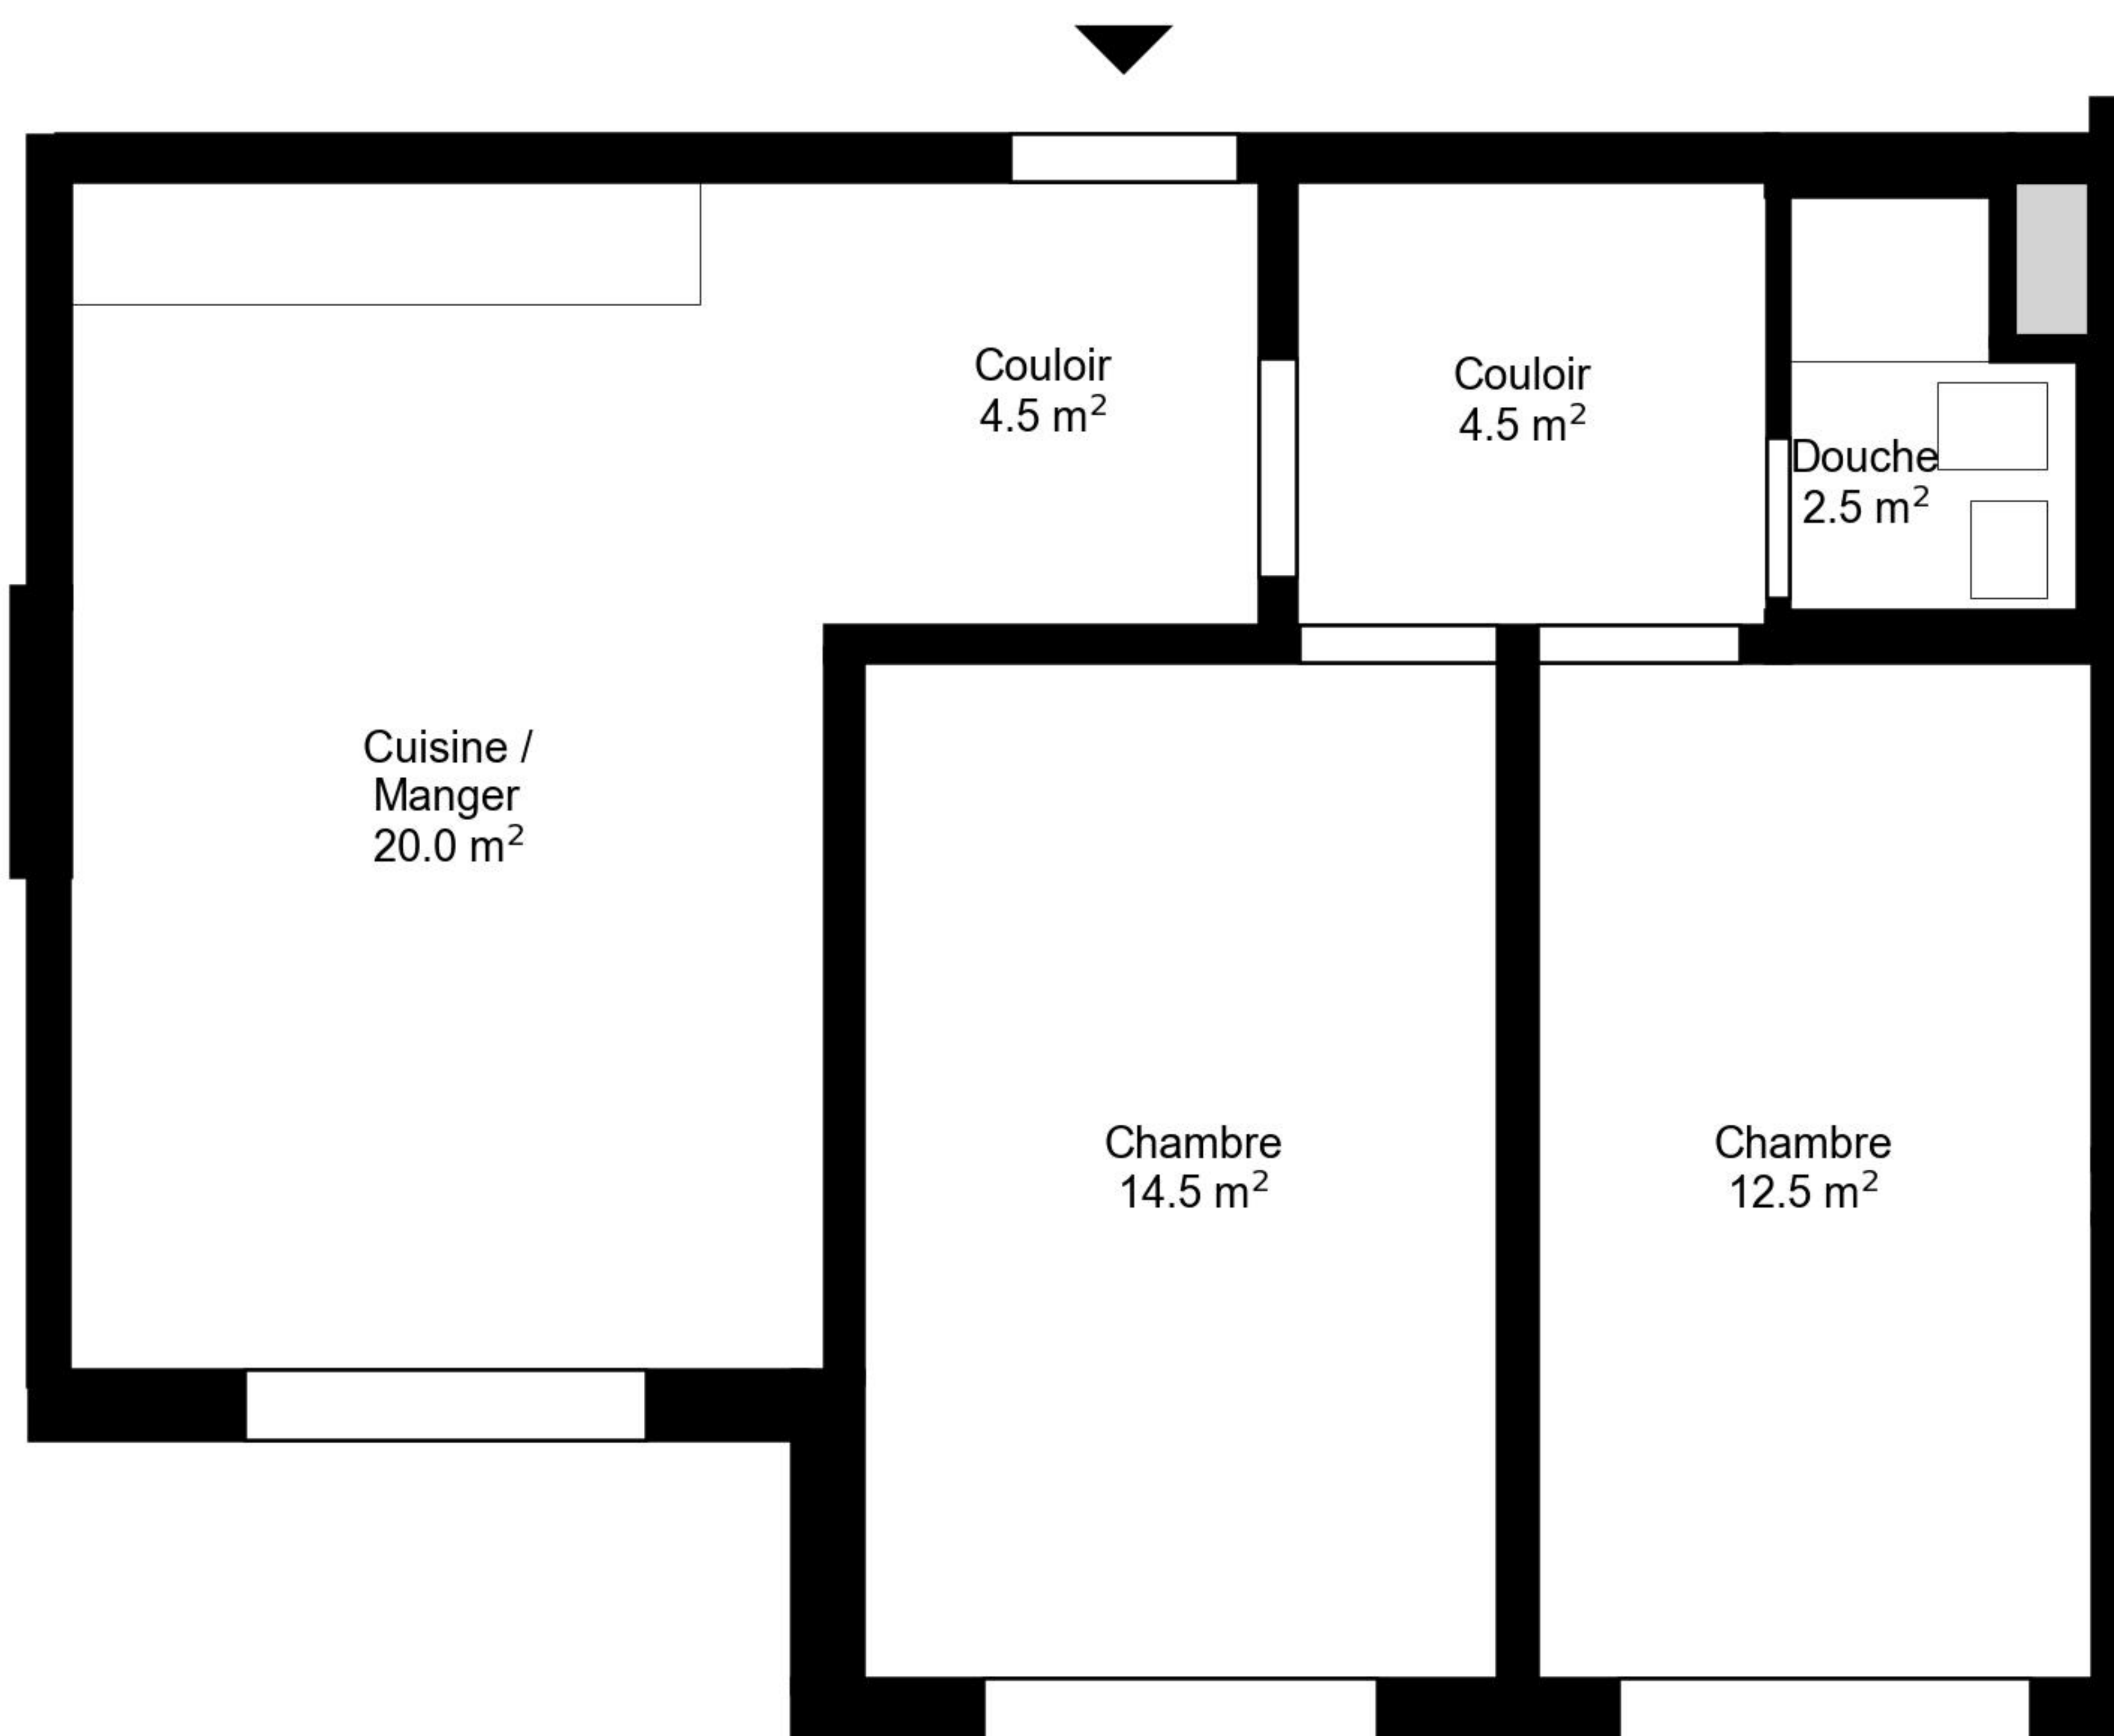 Couloir
4.5 m²
Couloir
4.5 m²
Douche
2.5 m²
Cuisine /
Manger
20.0 m²
Chambre
14.5 m²
Chambre
12.5 m²